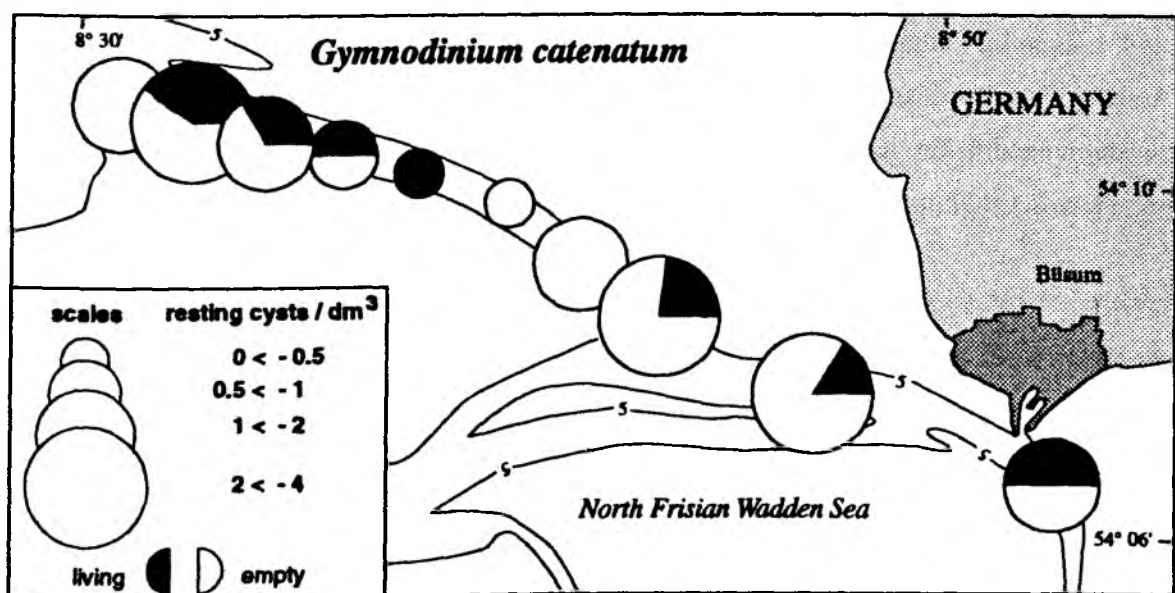 8° 30'
5
8° 50'
Gymnodinium catenatum
GERMANY
54° 10'
Büsum
scales resting cysts / dm³
0 < - 0.5
0.5 < - 1
1 < - 2
2 < - 4
living empty
5
5
5
5
North Frisian Wadden Sea
54° 06'